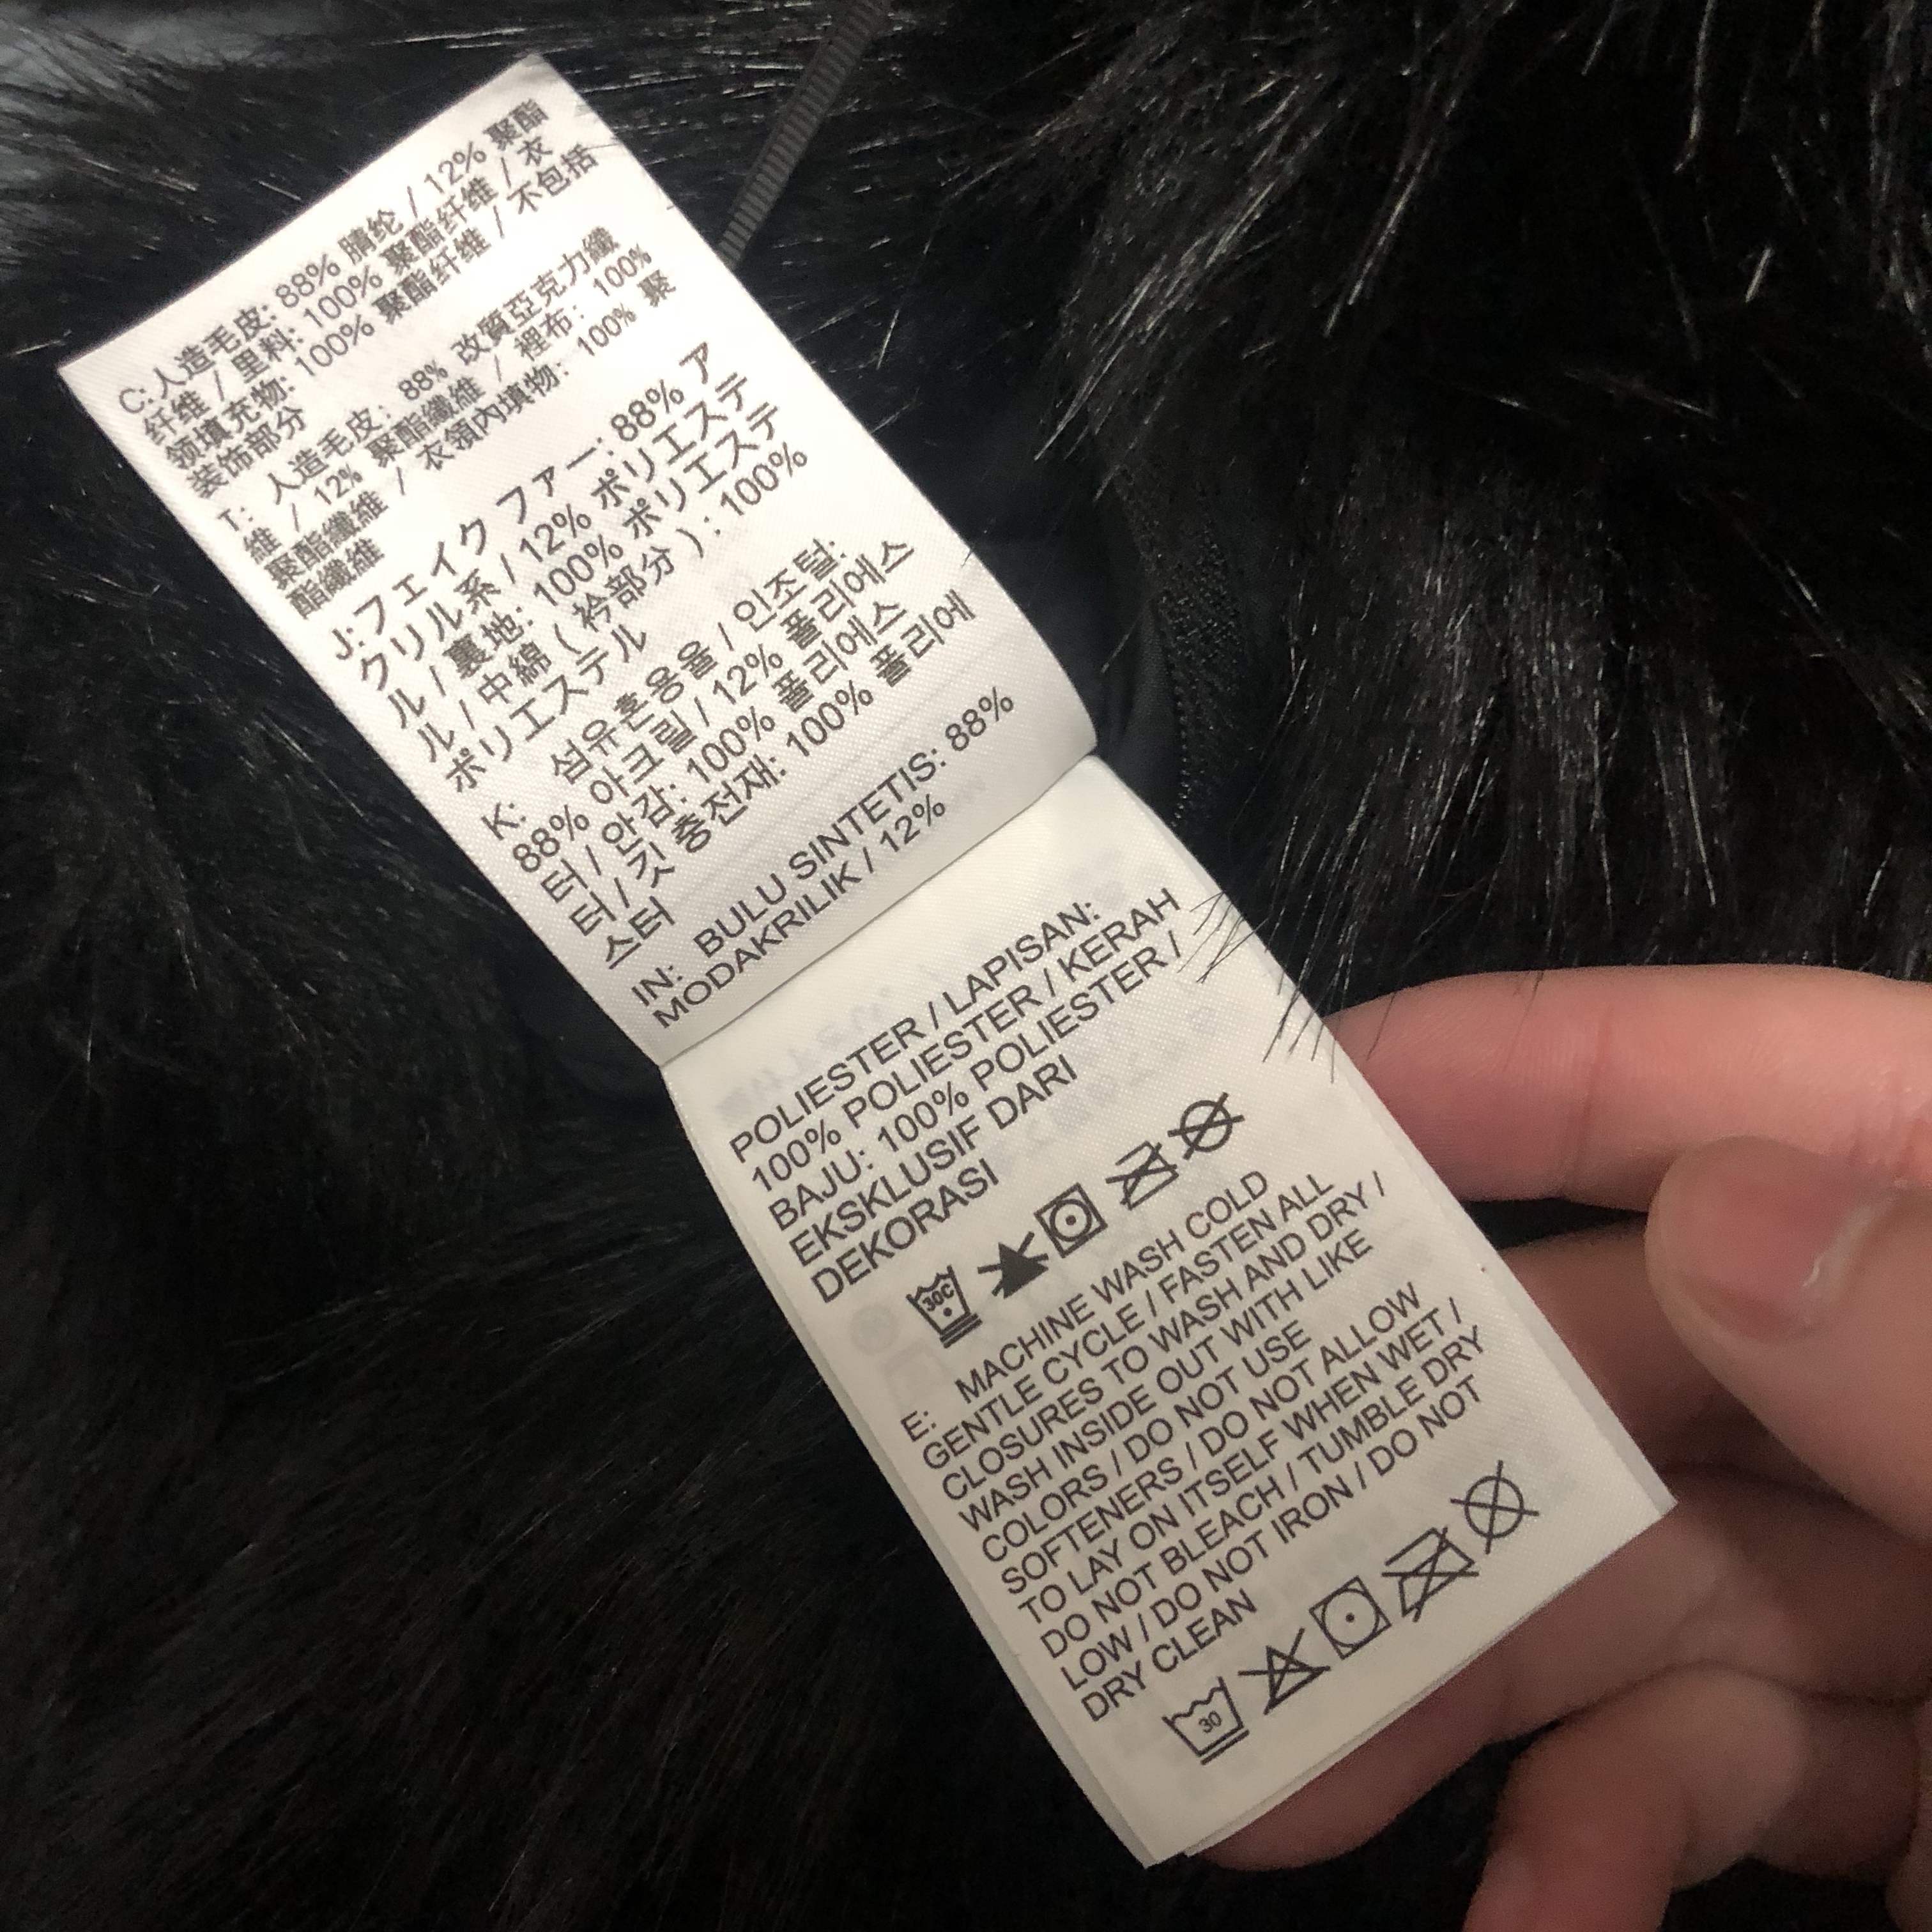 C:人造毛皮: 88% 腈纶 / 12% 聚酯
纤维 / 里料: 100% 聚酯纤维 / 衣
领填充物: 100% 聚酯纤维 / 不包括
装饰部分
T: 人造毛皮: 88% 改質亞克力纖
維 / 12% 聚酯纖維 / 裡布: 100%
聚酯纖維 / 衣領內填物: 100% 聚
酯纖維
J:フェイク ファー: 88% ア
クリル系 / 12% ポリエステ
ル / 裏地: 100% ポリエステ
ル / 中綿 ( 衿部分 ) : 100%
ポリエステル
K: 섬유혼용율 / 인조털:
88% 아크릴 / 12% 폴리에스
터 / 안감: 100% 폴리에스
터 / 깃 충전재: 100% 폴리에
스터
IN: BULU SINTETIS: 88%
MODAKRILIK / 12%
POLIESTER / LAPISAN:
100% POLIESTER / KERAH
BAJU: 100% POLIESTER /
EKSKLUSIF DARI
DEKORASI
30C
E: MACHINE WASH COLD
GENTLE CYCLE / FASTEN ALL
CLOSURES TO WASH AND DRY /
WASH INSIDE OUT WITH LIKE
COLORS / DO NOT USE
SOFTENERS / DO NOT ALLOW
TO LAY ON ITSELF WHEN WET /
DO NOT BLEACH / TUMBLE DRY
LOW / DO NOT IRON / DO NOT
DRY CLEAN
30